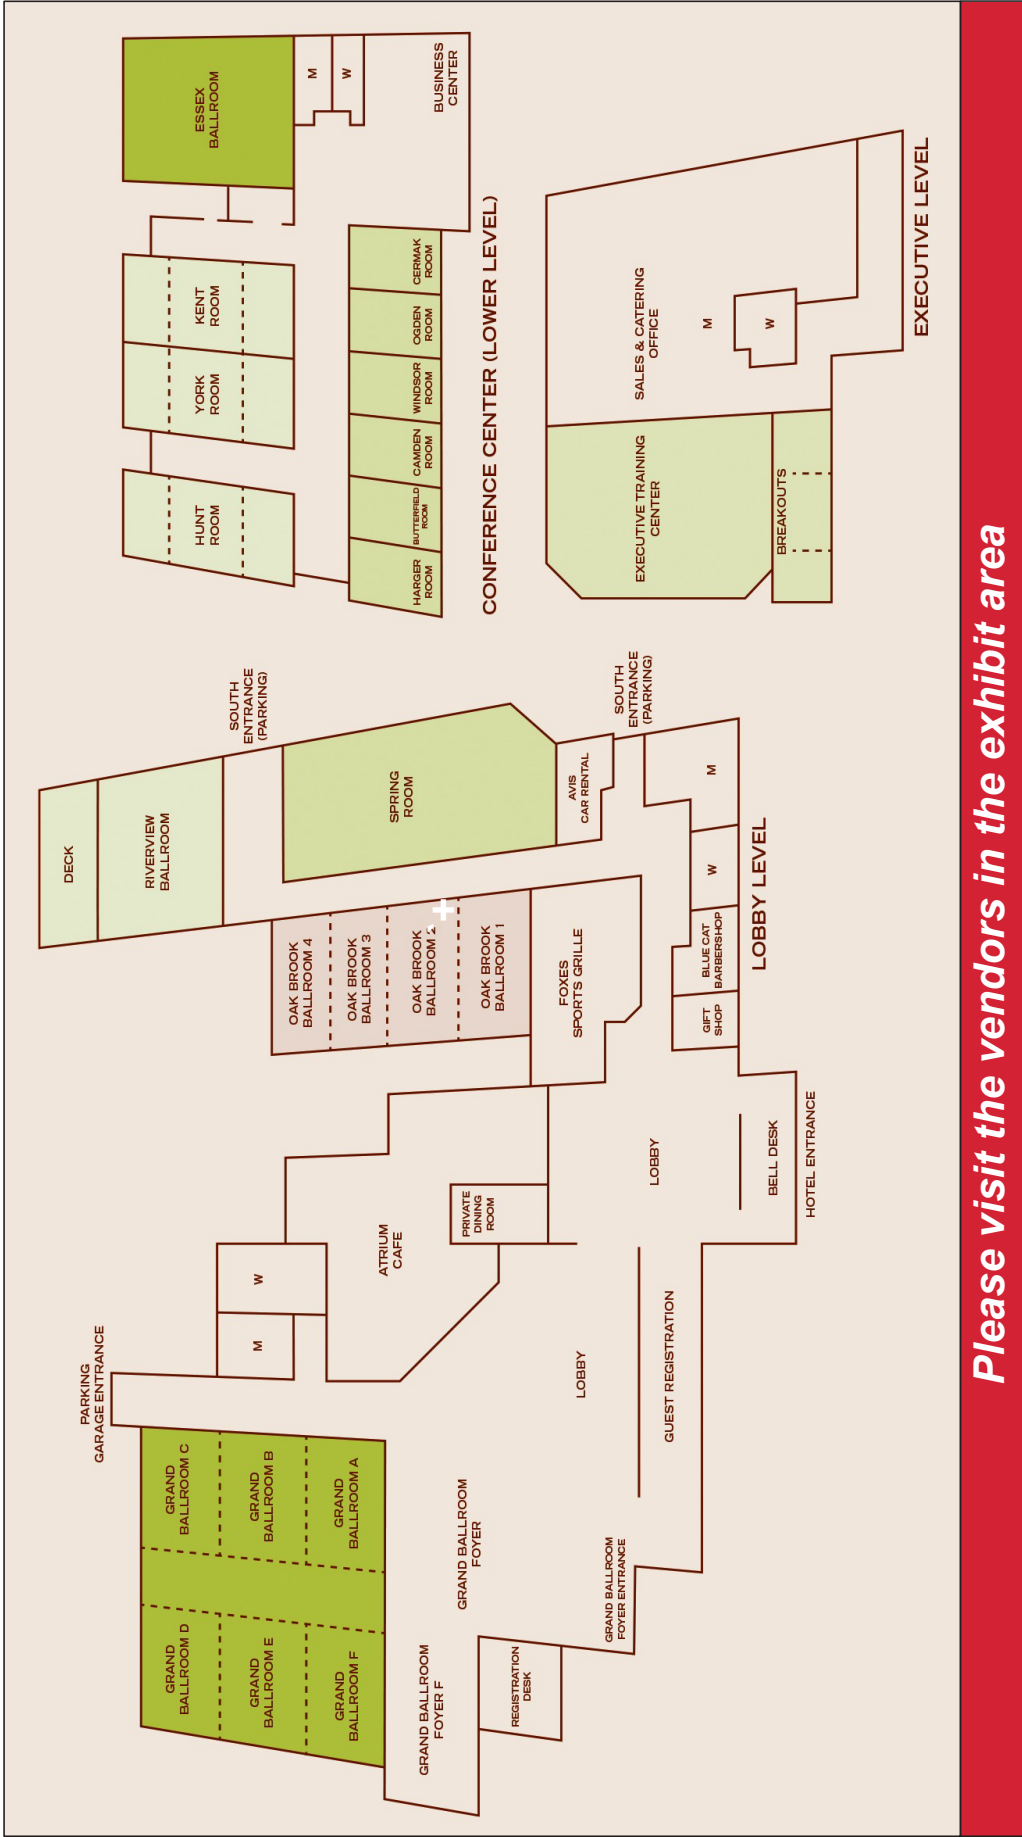 ESSEX
BALLROOM
M
W
BUSINESS
CENTER
KENT
ROOM
YORK
ROOM
HUNT
ROOM
CERMAK
ROOM
OGDEN
ROOM
WINDSOR
ROOM
CAMDEN
ROOM
BUTTERFIELD
ROOM
HARGER
ROOM
CONFERENCE CENTER (LOWER LEVEL)
SALES & CATERING
OFFICE
M
W
EXECUTIVE TRAINING
CENTER
BREAKOUTS
EXECUTIVE LEVEL
DECK
RIVERVIEW
BALLROOM
SOUTH
ENTRANCE
(PARKING)
SPRING
ROOM
AVIS
CAR RENTAL
SOUTH
ENTRANCE
(PARKING)
M
W
BLUE CAT
BARBERSHOP
GIFT
SHOP
LOBBY LEVEL
OAK BROOK
BALLROOM 4
OAK BROOK
BALLROOM 3
OAK BROOK
BALLROOM 2
OAK BROOK
BALLROOM 1
FOXES
SPORTS GRILLE
LOBBY
BELL DESK
HOTEL ENTRANCE
PRIVATE
DINING
ROOM
ATRIUM
CAFE
W
M
PARKING
GARAGE ENTRANCE
LOBBY
GUEST REGISTRATION
GRAND
BALLROOM C
GRAND
BALLROOM B
GRAND
BALLROOM A
GRAND
BALLROOM D
GRAND
BALLROOM E
GRAND
BALLROOM F
GRAND BALLROOM
FOYER
GRAND BALLROOM
FOYER ENTRANCE
GRAND BALLROOM
FOYER F
REGISTRATION
DESK
Please visit the vendors in the exhibit area